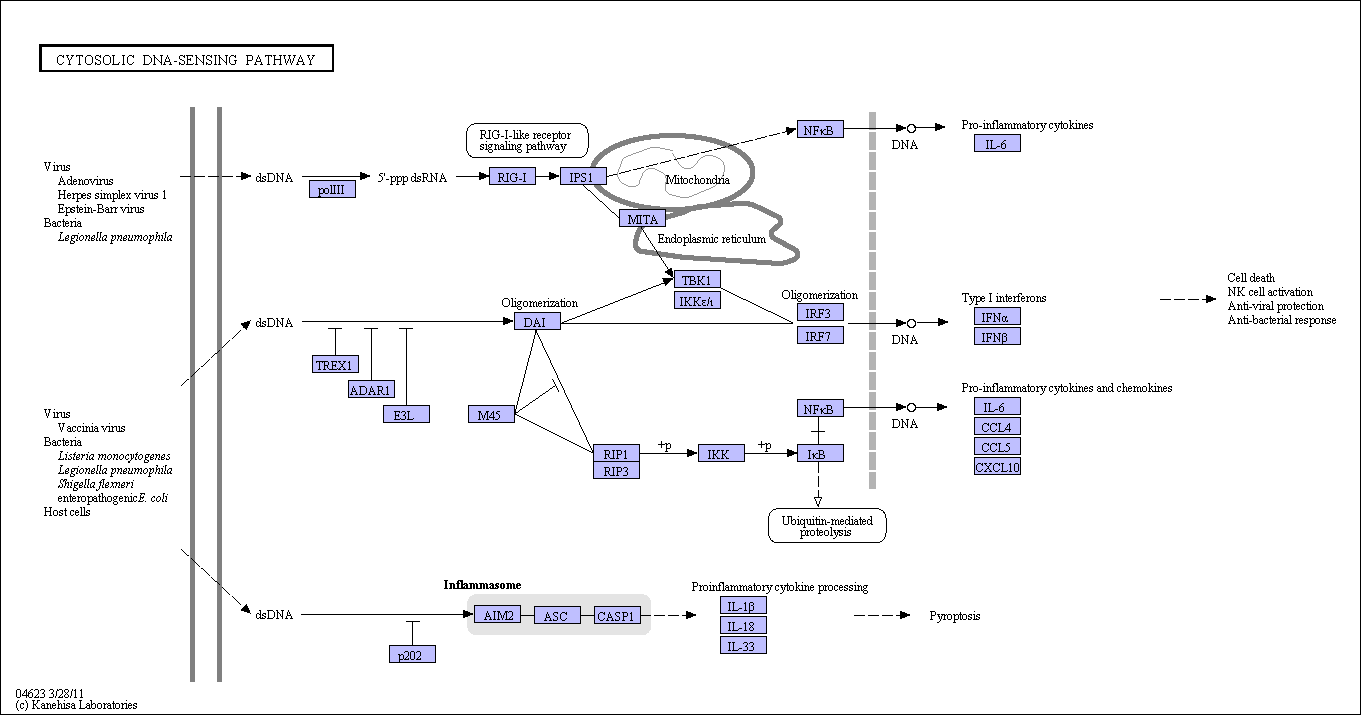 CYTOSOLIC DNA-SENSING PATHWAY
RIG-I-like receptor
signaling pathway
NFκB
DNA
Pro-inflammatory cytokines
IL-6
Virus
Adenovirus
Herpes simplex virus 1
Epstein-Barr virus
Bacteria
Legionella pneumophila
dsDNA
polIII
5'-ppp dsRNA
RIG-I
IPS1
Mitochondria
MITA
Endoplasmic reticulum
TBK1
IKKε/ι
Oligomerization
DAI
dsDNA
TREX1
ADAR1
E3L
Oligomerization
IRF3
IRF7
DNA
Type I interferons
IFNα
IFNβ
Cell death
NK cell activation
Anti-viral protection
Anti-bacterial response
Virus
Vaccinia virus
Bacteria
Listeria monocytogenes
Legionella pneumophila
Shigella flexneri
enteropathogenicE. coli
Host cells
M45
RIP1
RIP3
+p
IKK
+p
IκB
NFκB
DNA
Pro-inflammatory cytokines and chemokines
IL-6
CCL4
CCL5
CXCL10
Ubiquitin-mediated
proteolysis
Inflammasome
dsDNA
p202
AIM2
ASC
CASP1
Proinflammatory cytokine processing
IL-1β
IL-18
IL-33
Pyroptosis
04623 3/28/11
(c) Kanehisa Laboratories